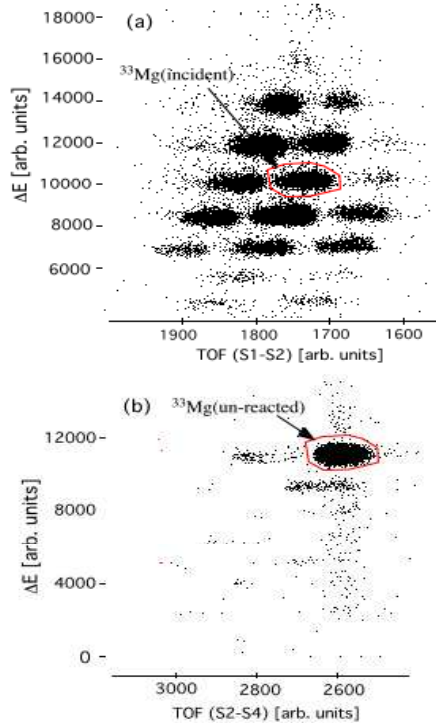 (a)
33Mg(incident)
ΔE [arb. units]
18000
16000
14000
12000
10000
8000
6000
1900 1800 1700 1600
TOF (S1-S2) [arb. units]
(b)
33Mg(un-reacted)
ΔE [arb. units]
12000
8000
4000
0
3000 2800 2600
TOF (S2-S4) [arb. units]